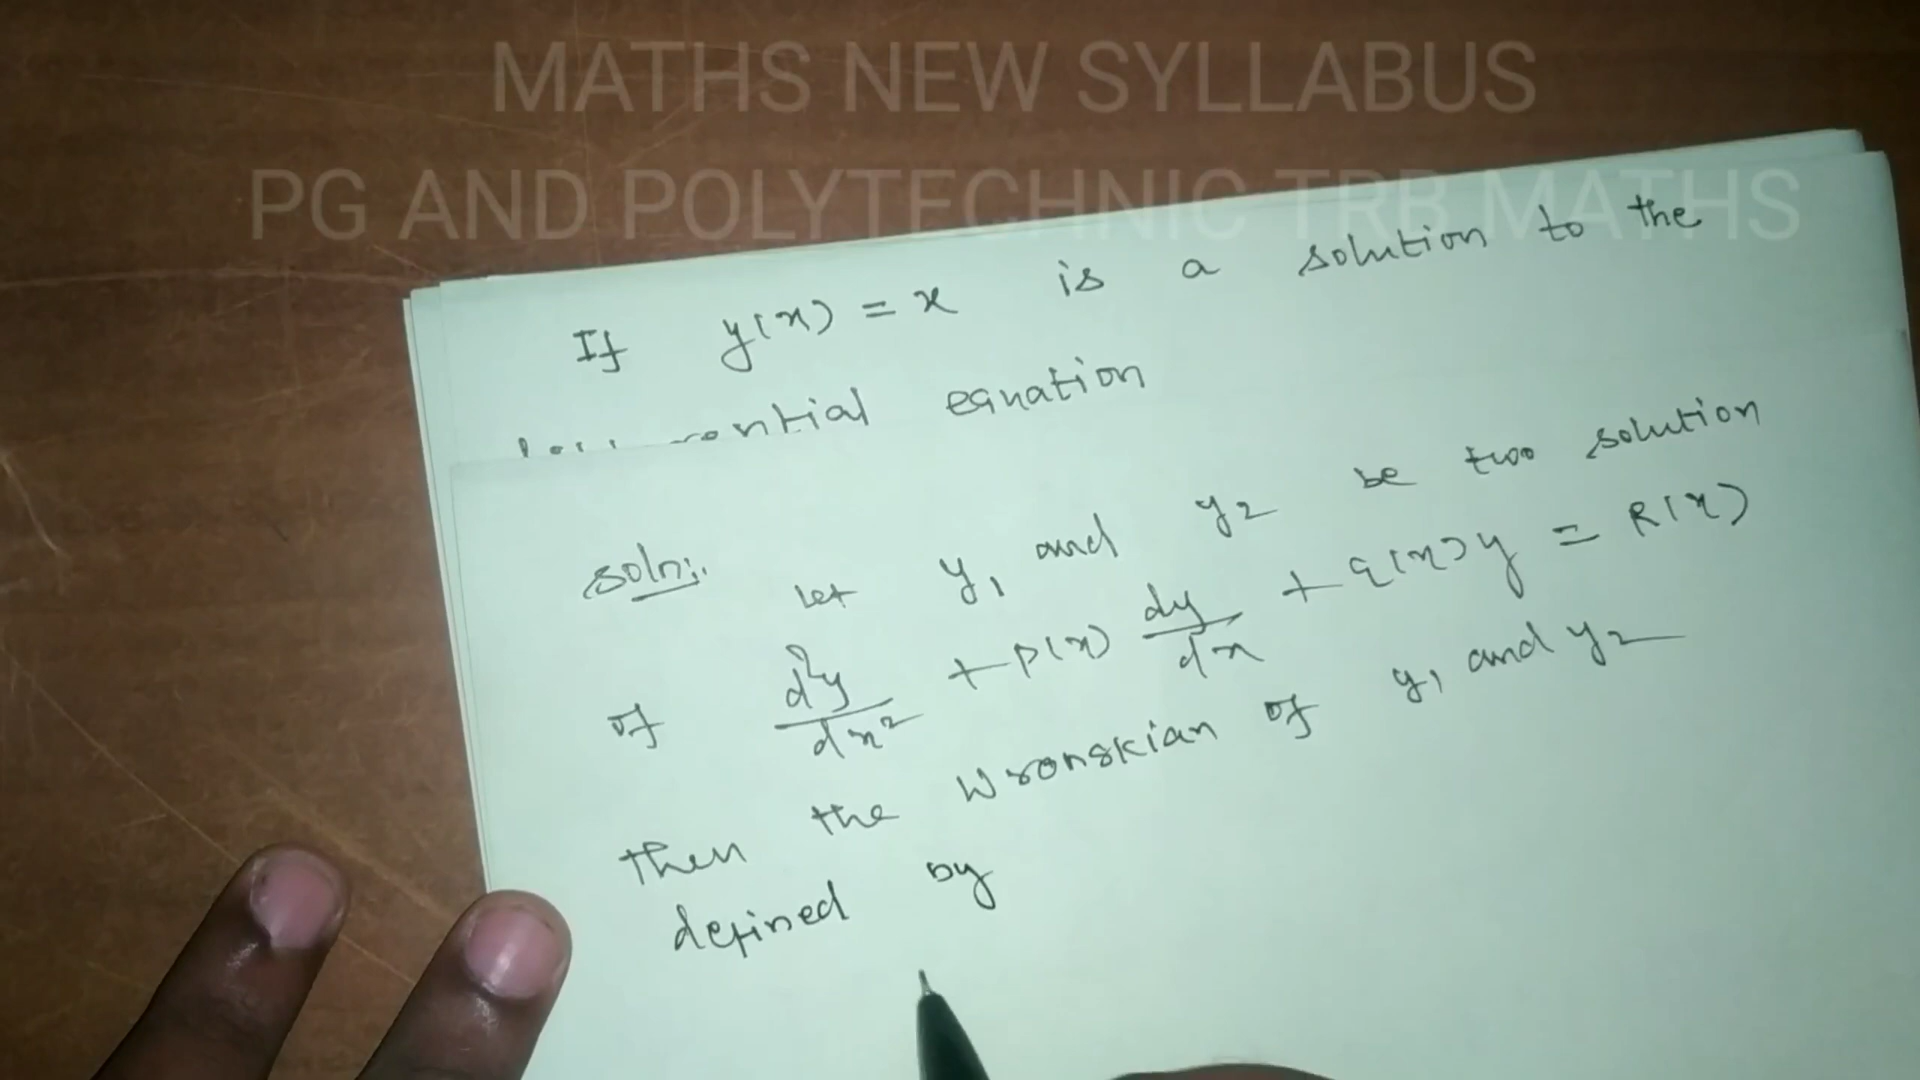 MATHS NEW SYLLABUS
PG AND POLYTECHNIC TRB MATHS
If y(x) = x is a solution to the
equation
Soln:. Let y₁ and y₂ be two solution
of d²y/dx² + P(x) dy/dx + q(x)y = R(x)
Then the Wronskian of y₁ and y₂
defined by